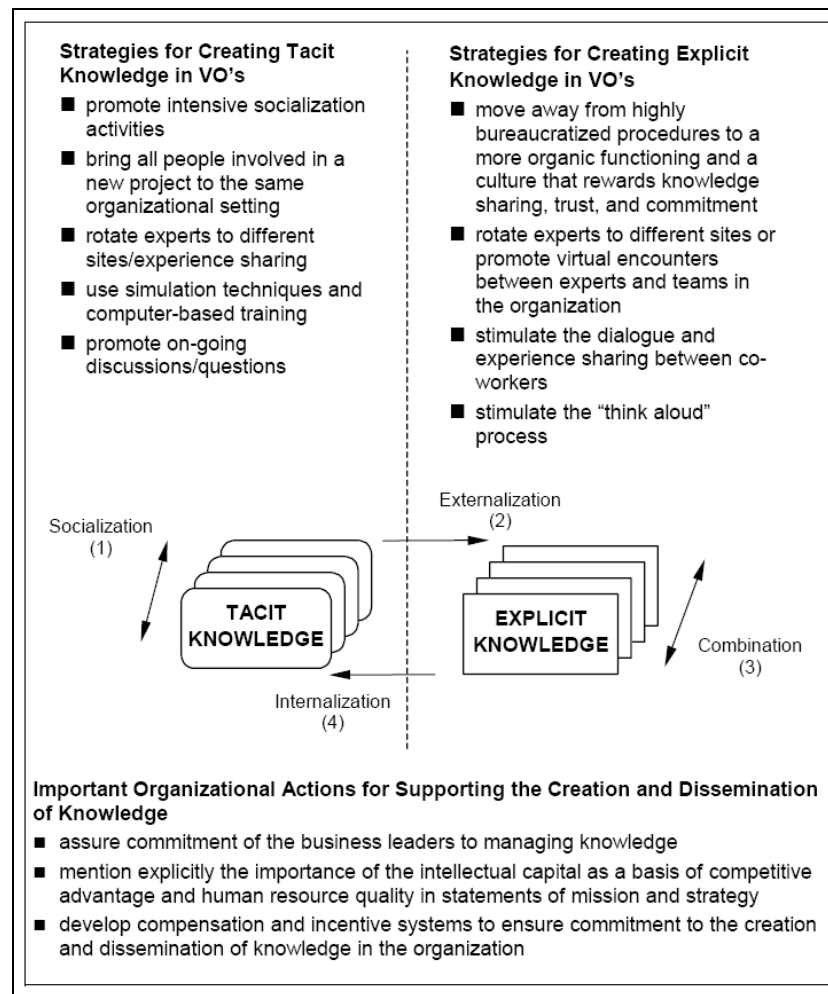 Strategies for Creating Tacit
Knowledge in VO's
■ promote intensive socialization
activities
■ bring all people involved in a
new project to the same
organizational setting
■ rotate experts to different
sites/experience sharing
■ use simulation techniques and
computer-based training
■ promote on-going
discussions/questions
Strategies for Creating Explicit
Knowledge in VO's
■ move away from highly
bureaucratized procedures to a
more organic functioning and a
culture that rewards knowledge
sharing, trust, and commitment
■ rotate experts to different sites or
promote virtual encounters
between experts and teams in
the organization
■ stimulate the dialogue and
experience sharing between co-
workers
■ stimulate the “think aloud”
process
Socialization
(1)
Externalization
(2)
TACIT
KNOWLEDGE
EXPLICIT
KNOWLEDGE
Combination
(3)
Internalization
(4)
Important Organizational Actions for Supporting the Creation and Dissemination
of Knowledge
■ assure commitment of the business leaders to managing knowledge
■ mention explicitly the importance of the intellectual capital as a basis of competitive
advantage and human resource quality in statements of mission and strategy
■ develop compensation and incentive systems to ensure commitment to the creation
and dissemination of knowledge in the organization